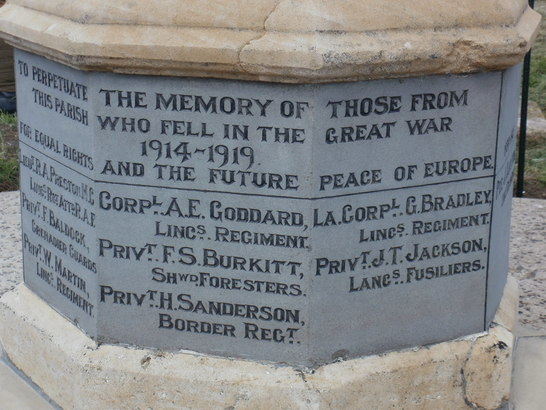 TO PERPETUATE THE MEMORY OF THOSE FROM
THIS PARISH WHO FELL IN THE GREAT WAR
1914~1919.
FOR EQUAL RIGHTS AND THE FUTURE PEACE OF EUROPE.
R.A. PRESTON, M.C.
R.A.F.
PRIVT. F. BALDOCK,
GRENADIER GUARDS
PRIVT. W. MARTIN,
LINCS. REGIMENT.
CORPL. A.E. GODDARD,
LINCS. REGIMENT.
PRIVT. F.S. BURKITT,
SHWD FORESTERS.
PRIVT. H. SANDERSON,
BORDER REGT.
LA. CORPL. G. BRADLEY,
LINCS. REGIMENT.
PRIVT. J.T. JACKSON,
LANCS. FUSILIERS.